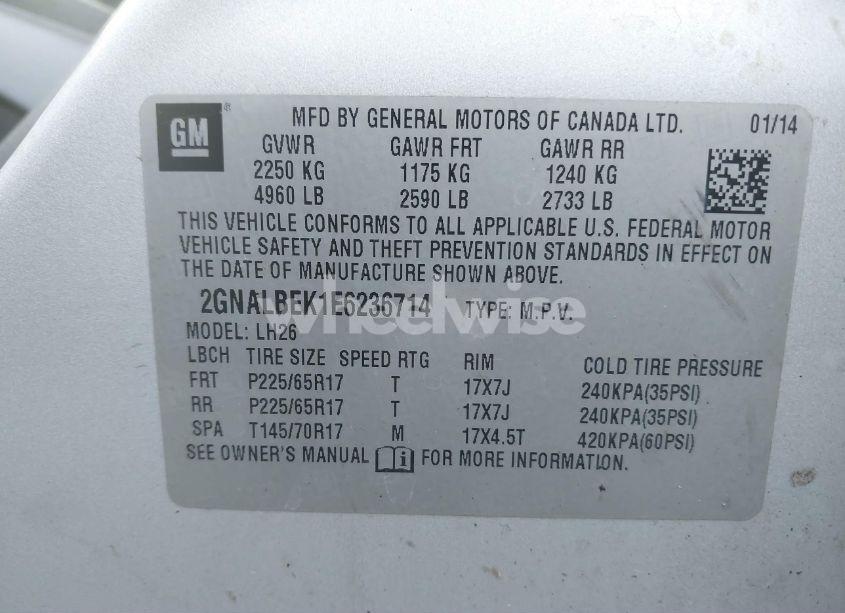 GM ® MFD BY GENERAL MOTORS OF CANADA LTD. 01/14
GVWR GAWR FRT GAWR RR
2250 KG 1175 KG 1240 KG
4960 LB 2590 LB 2733 LB
THIS VEHICLE CONFORMS TO ALL APPLICABLE U.S. FEDERAL MOTOR
VEHICLE SAFETY AND THEFT PREVENTION STANDARDS IN EFFECT ON
THE DATE OF MANUFACTURE SHOWN ABOVE.
2GNALBEK1E6236714 TYPE: M.P.V.
wheelwise
MODEL: LH26
LBCH TIRE SIZE SPEED RTG RIM COLD TIRE PRESSURE
FRT P225/65R17 T 17X7J 240KPA(35PSI)
RR P225/65R17 T 17X7J 240KPA(35PSI)
SPA T145/70R17 M 17X4.5T 420KPA(60PSI)
SEE OWNER'S MANUAL i FOR MORE INFORMATION.